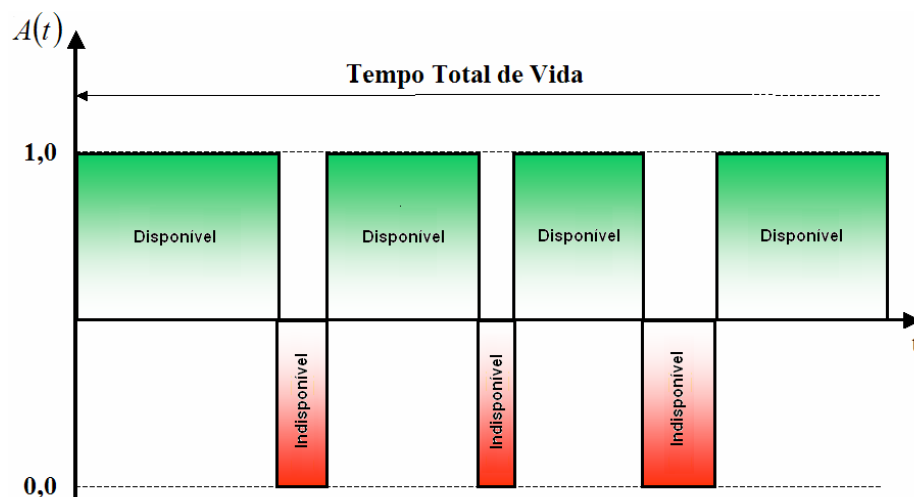 A(t)
Tempo Total de Vida
1,0
Disponível
Disponível
Disponível
Disponível
t
Indisponível
Indisponível
Indisponível
0,0